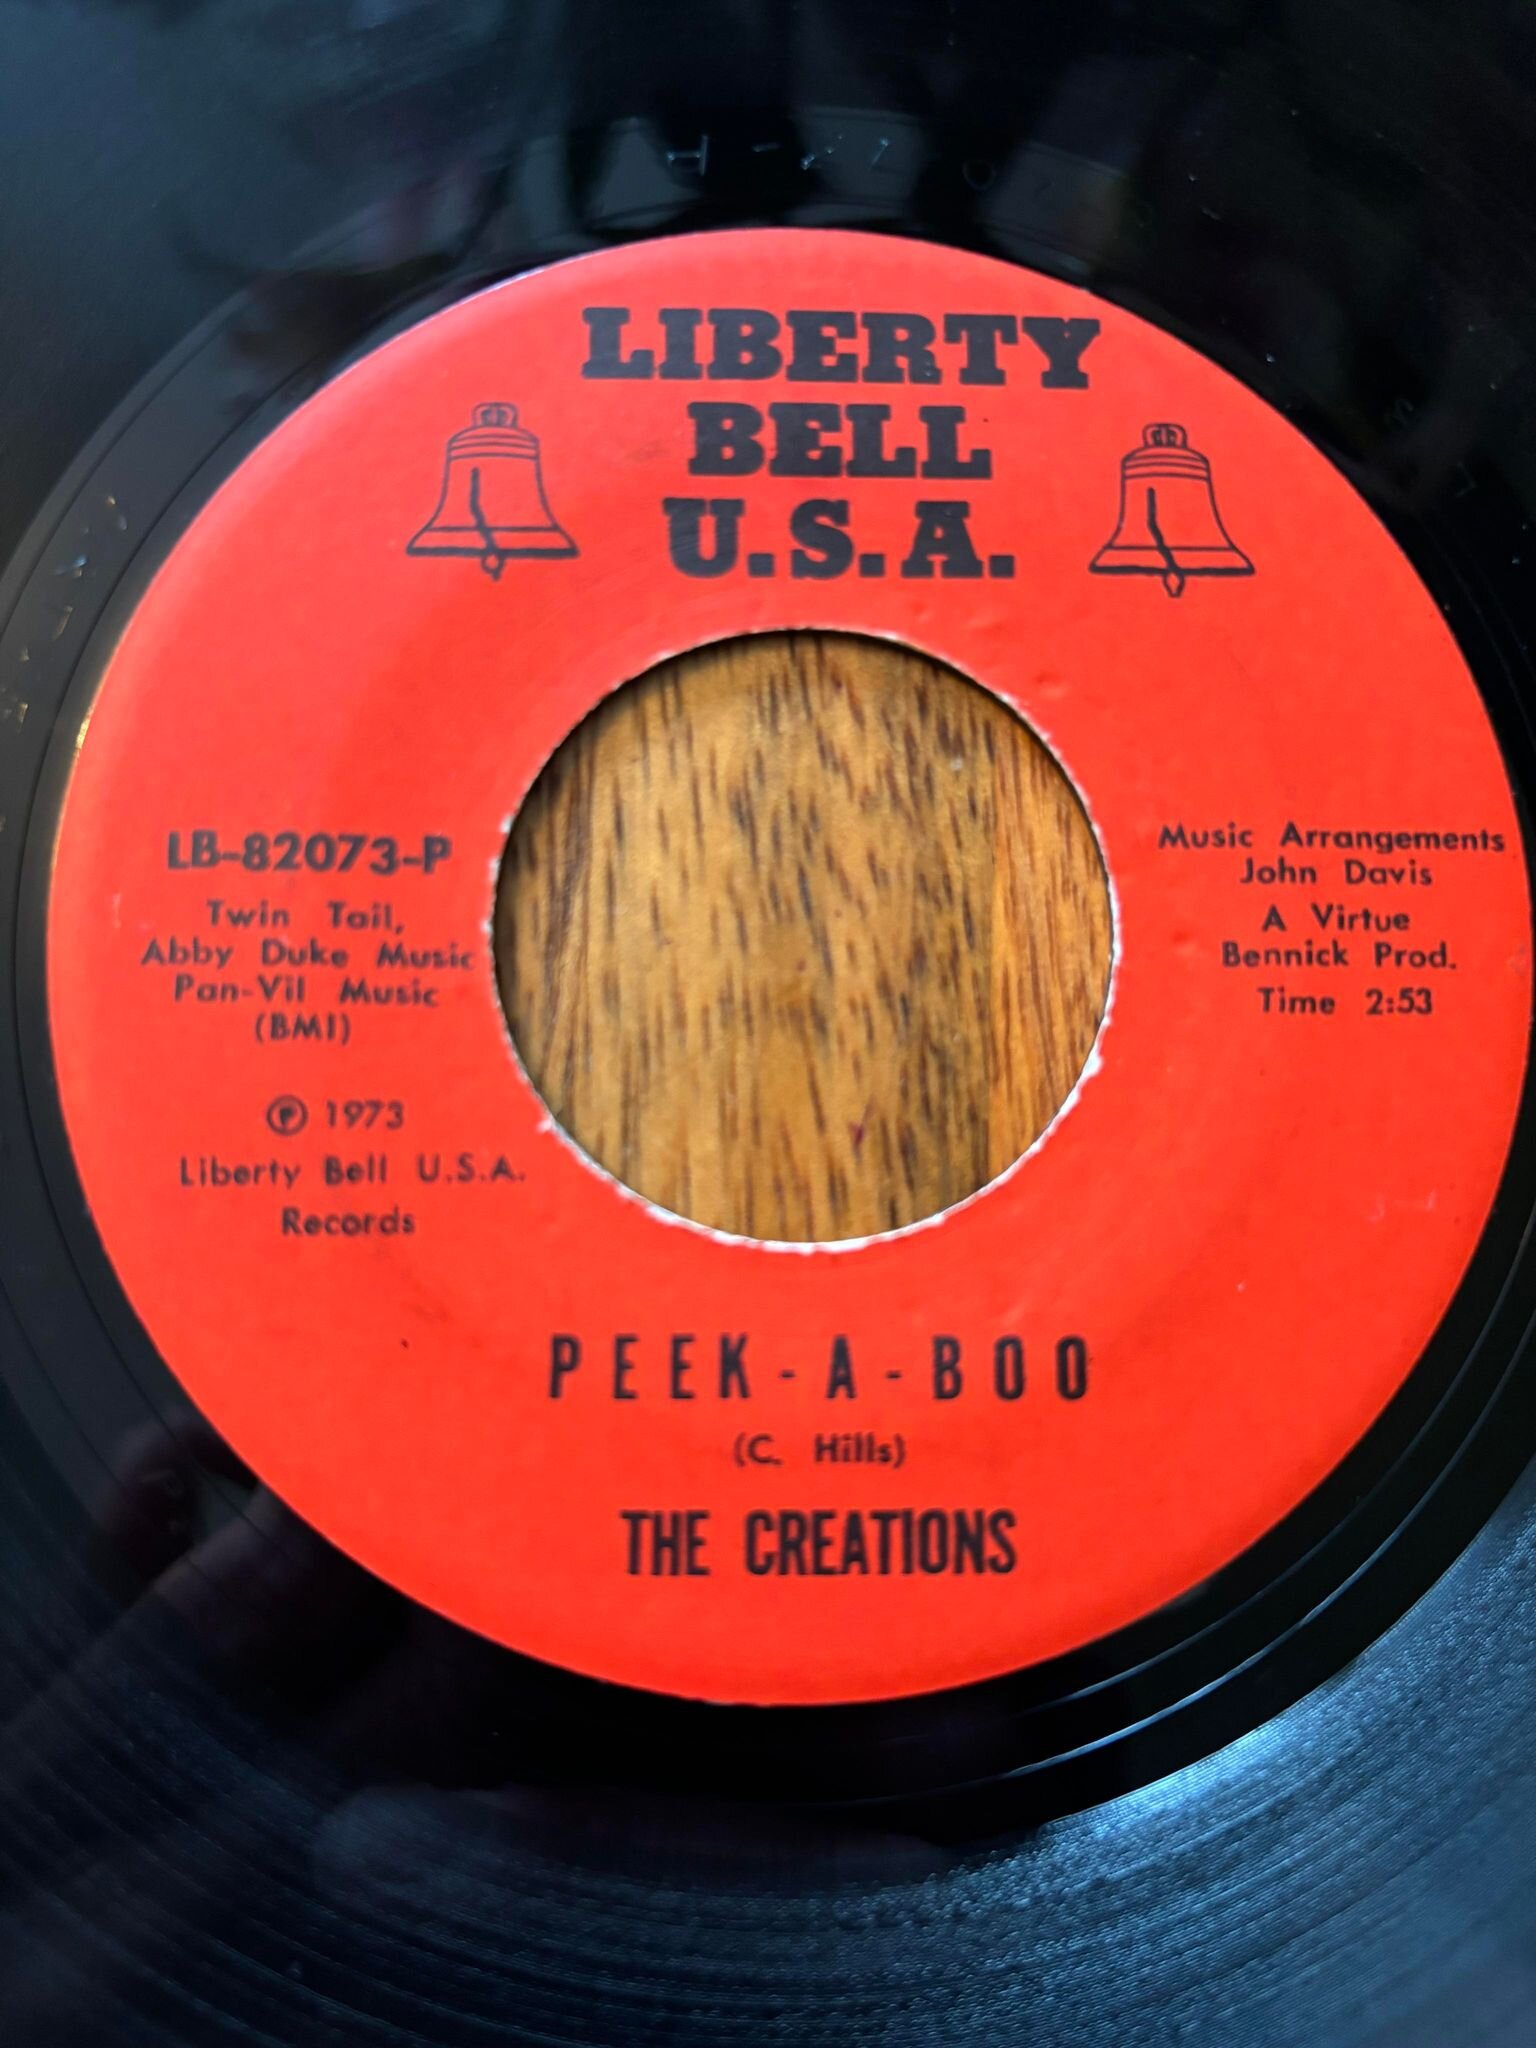 LIBERTY
BELL
U.S.A.
LB-82073-P
Twin Tail,
Abby Duke Music
Pan-Vil Music
(BMI)
Ⓟ 1973
Liberty Bell U.S.A.
Records
Music Arrangements
John Davis
A Virtue
Bennick Prod.
Time 2:53
PEEK-A-BOO
(C. Hills)
THE CREATIONS